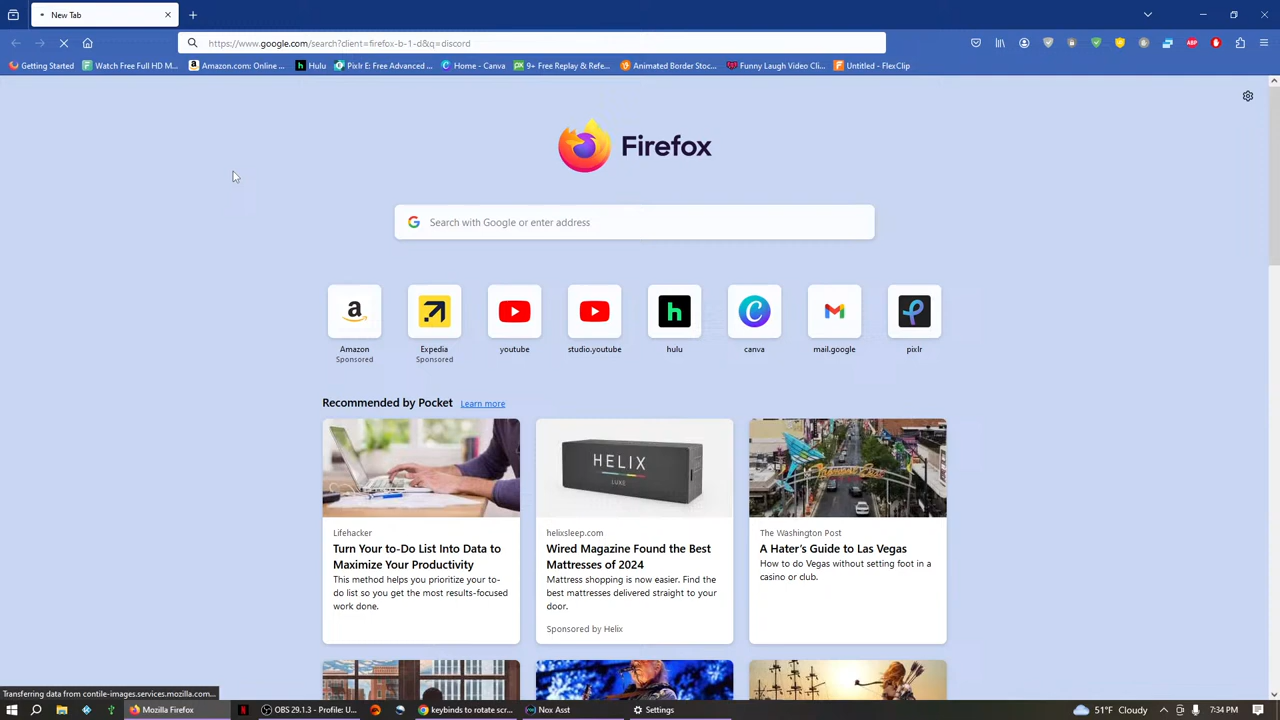 New Tab
https://www.google.com/search?client=firefox-b-1-d&q=discord
Getting Started
Watch Free Full HD M...
Amazon.com: Online ...
Hulu
Pixlr E: Free Advanced ...
Home - Canva
9+ Free Replay & Refe...
Animated Border Stoc...
Funny Laugh Video Cli...
Untitled - FlexClip
ABP
Firefox
Search with Google or enter address
Amazon
Sponsored
Expedia
Sponsored
youtube
studio.youtube
hulu
canva
mail.google
pixlr
Recommended by Pocket Learn more
HELIX
LUXE
Lifehacker
Turn Your to-Do List Into Data to
Maximize Your Productivity
This method helps you prioritize your to-
do list so you get the most results-focused
work done.
helixsleep.com
Wired Magazine Found the Best
Mattresses of 2024
Mattress shopping is now easier. Find the
best mattresses delivered straight to your
door.
Sponsored by Helix
The Washington Post
A Hater's Guide to Las Vegas
How to do Vegas without setting foot in a
casino or club.
Transferring data from contile-images.services.mozilla.com...
Mozilla Firefox
OBS 29.1.3 - Profile: U...
keybinds to rotate scr...
Nox Asst
Settings
51°F Cloudy
7:34 PM